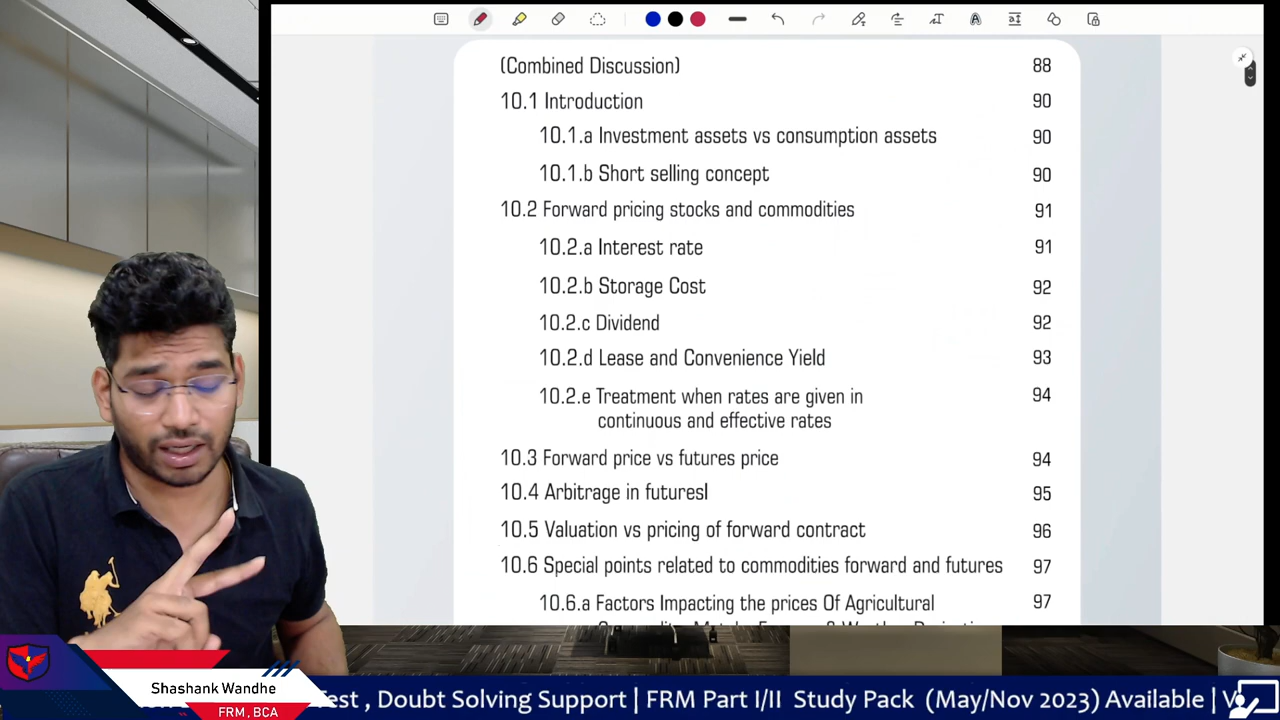 (Combined Discussion) 88
10.1 Introduction 90
10.1.a Investment assets vs consumption assets 90
10.1.b Short selling concept 90
10.2 Forward pricing stocks and commodities 91
10.2.a Interest rate 91
10.2.b Storage Cost 92
10.2.c Dividend 92
10.2.d Lease and Convenience Yield 93
10.2.e Treatment when rates are given in 94
continuous and effective rates
10.3 Forward price vs futures price 94
10.4 Arbitrage in futuresl 95
10.5 Valuation vs pricing of forward contract 96
10.6 Special points related to commodities forward and futures 97
10.6.a Factors Impacting the prices Of Agricultural 97
Shashank Wandhe
FRM, BCA
est , Doubt Solving Support | FRM Part I/II Study Pack (May/Nov 2023) Available | V